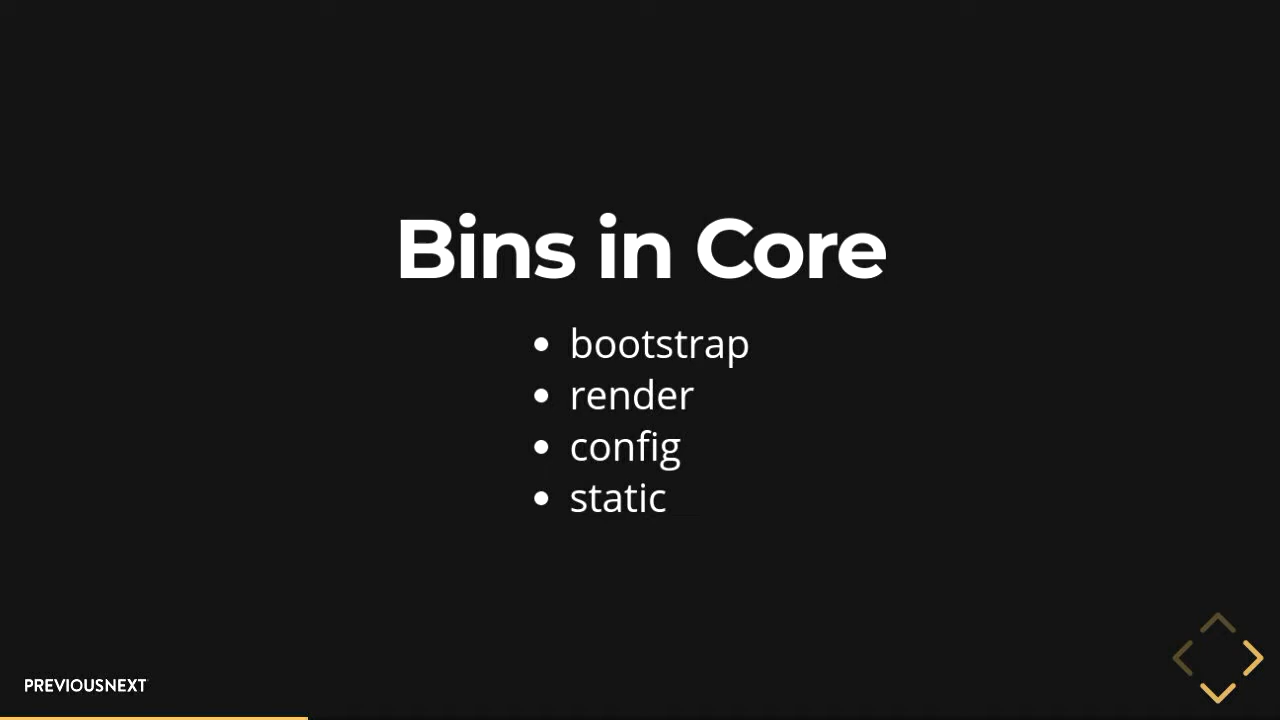 Bins in Core
bootstrap
render
config
static
PREVIOUSNEXT